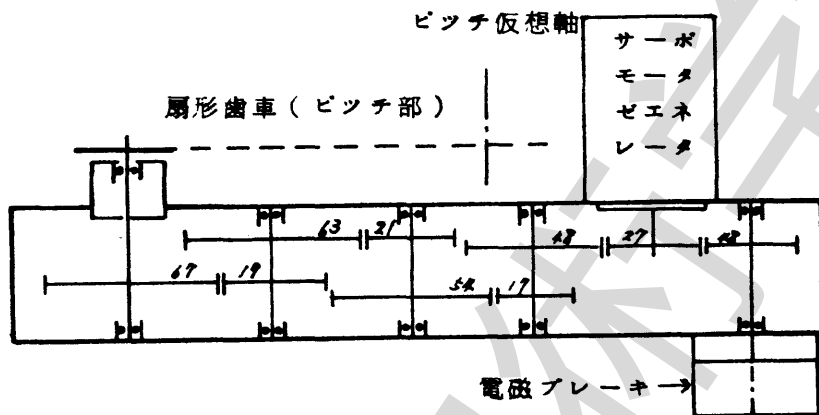 ピッチ仮想軸
サーボ
モータ
ゼエネ
レータ
扇形歯車（ピッチ部）
63 21
48 27 48
67 19
54 17
電磁ブレーキ→